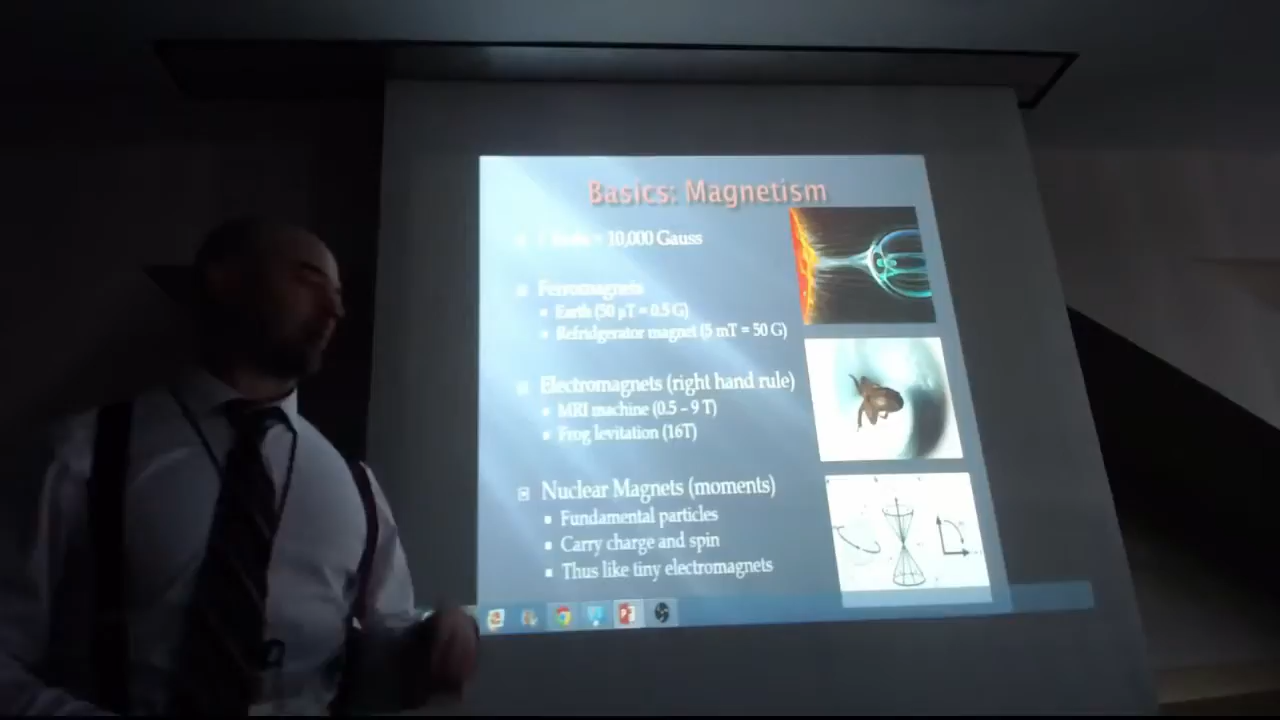 Basics: Magnetism
= 10,000 Gauss
Ferromagnets
Earth (50 µT = 0.5 G)
Refridgerator magnet (5 mT = 50 G)
Electromagnets (right hand rule)
MRI machine (0.5 – 9 T)
Frog levitation (16T)
Nuclear Magnets (moments)
Fundamental particles
Carry charge and spin
Thus like tiny electromagnets